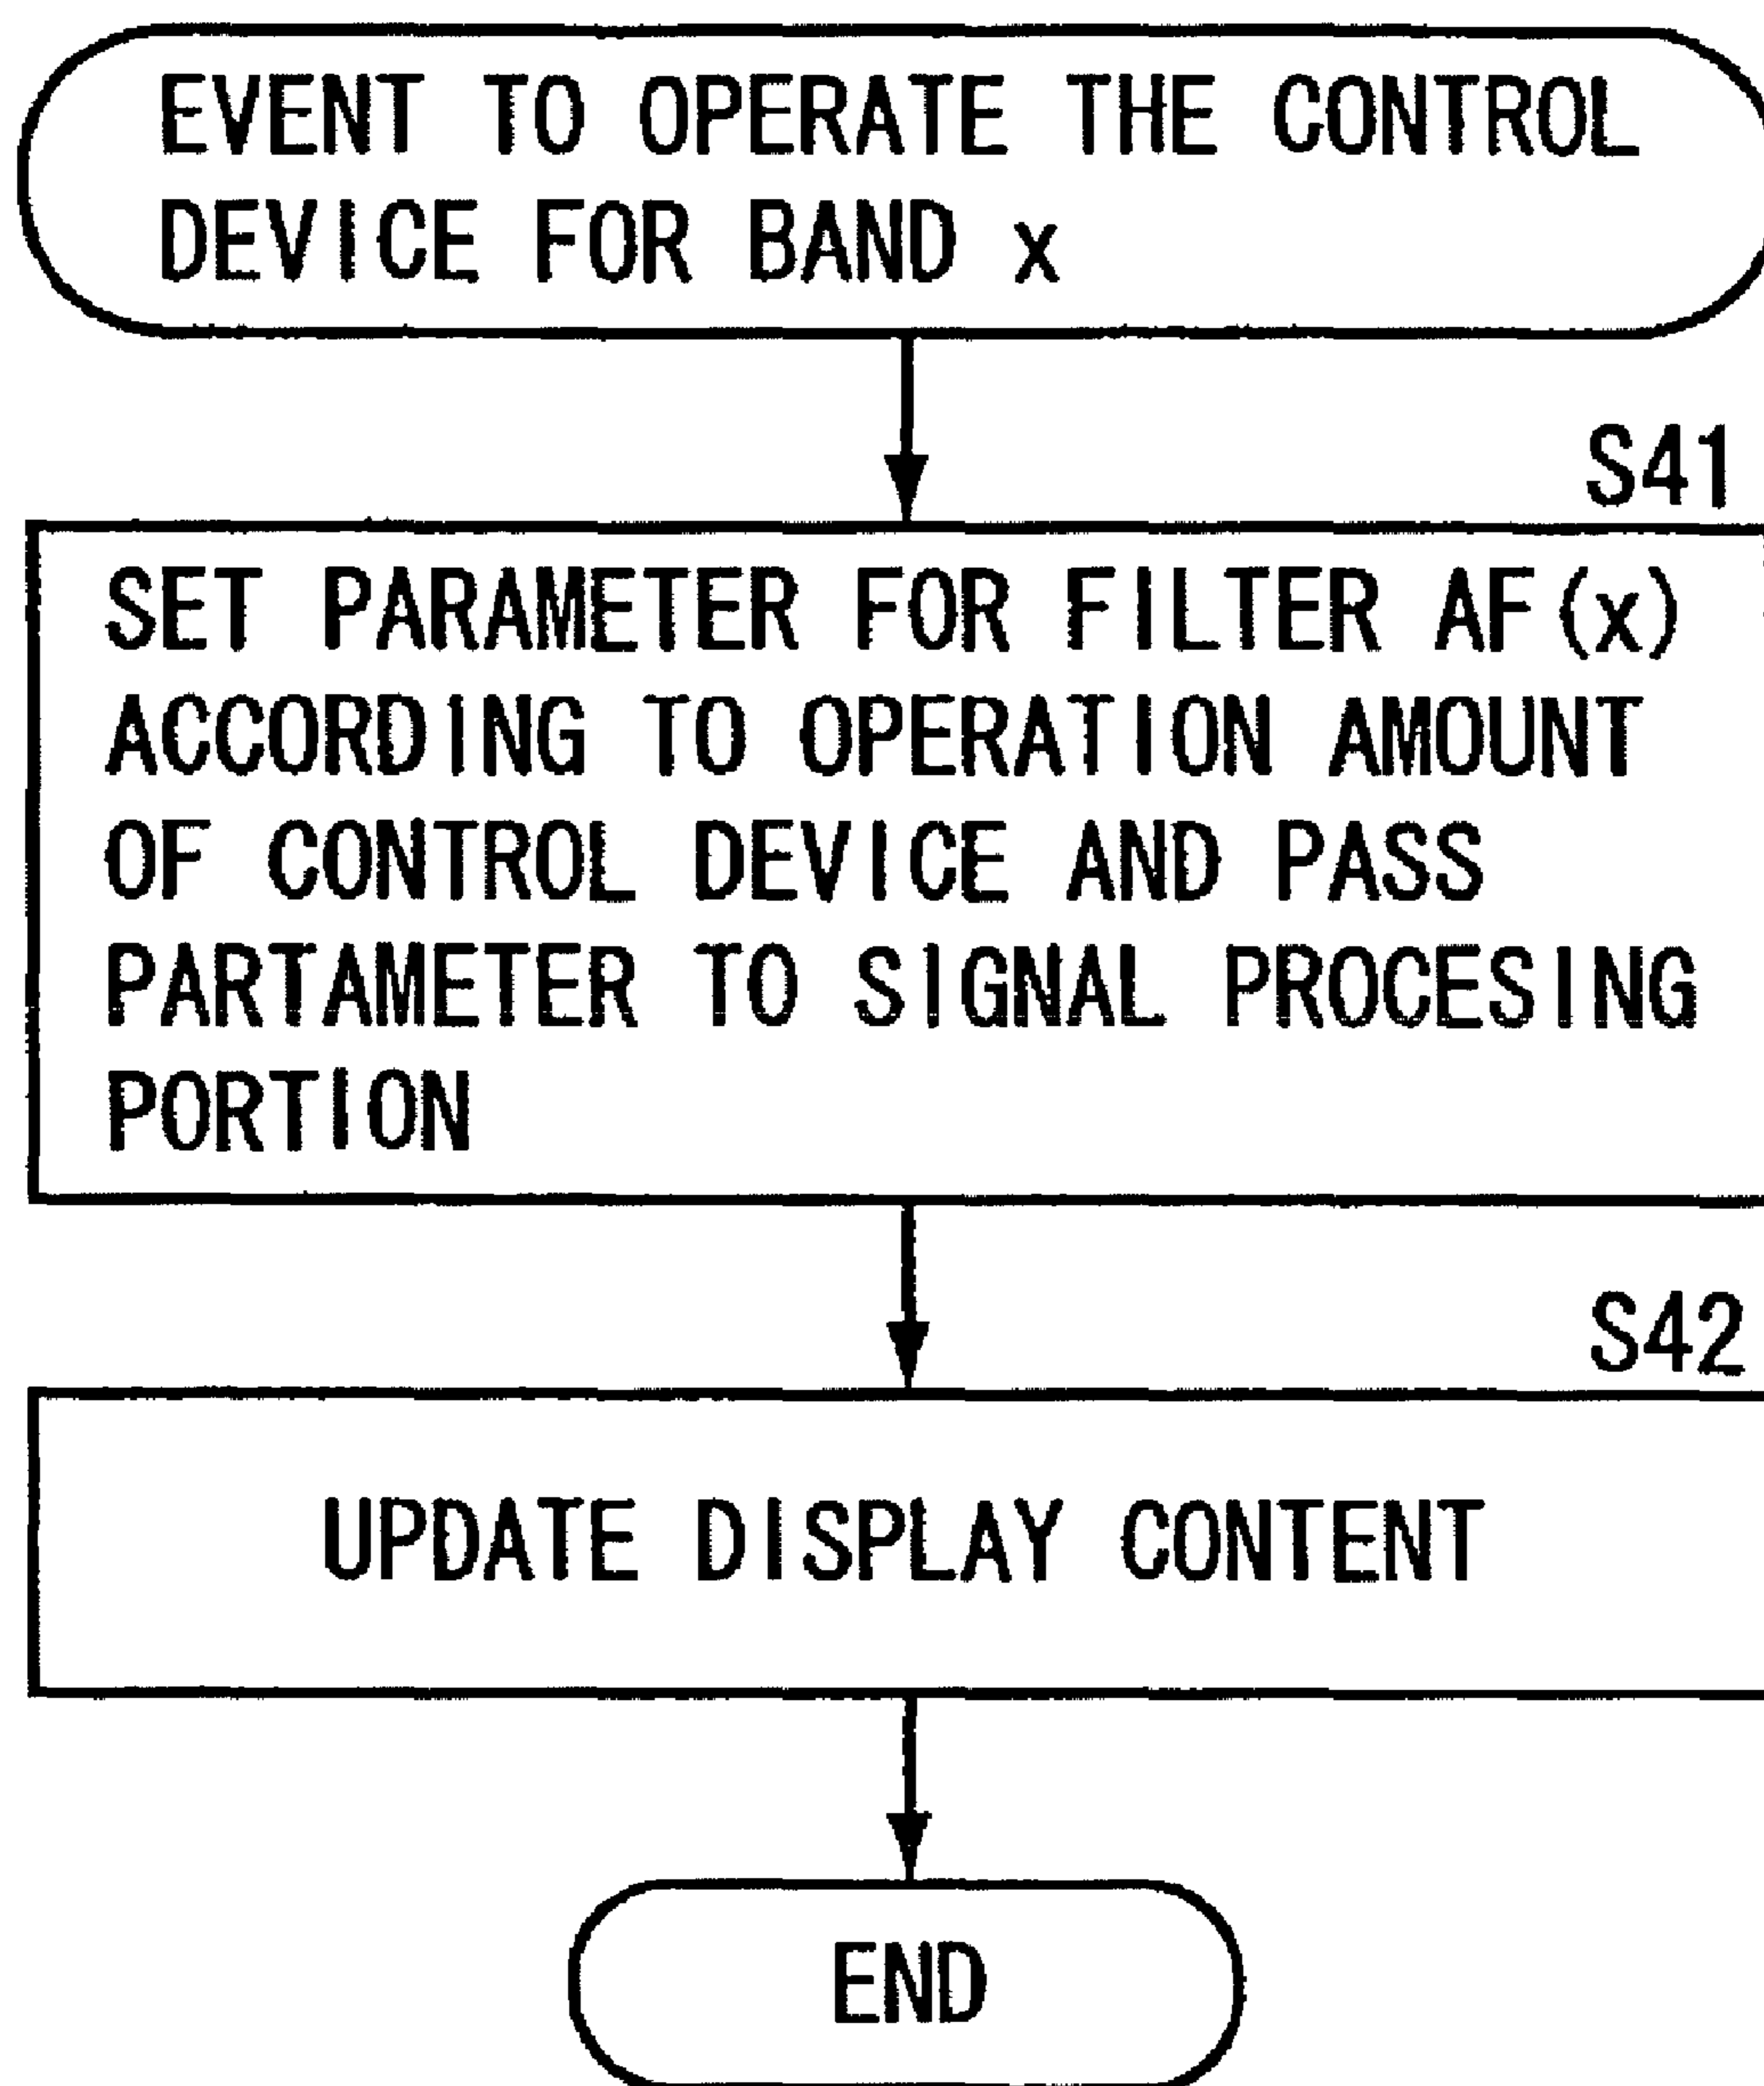 EVENT TO OPERATE THE CONTROL
DEVICE FOR BAND x
S41
SET PARAMETER FOR FILTER AF(x)
ACCORDING TO OPERATION AMOUNT
OF CONTROL DEVICE AND PASS
PARTAMETER TO SIGNAL PROCESING
PORTION
S42
UPDATE DISPLAY CONTENT
END